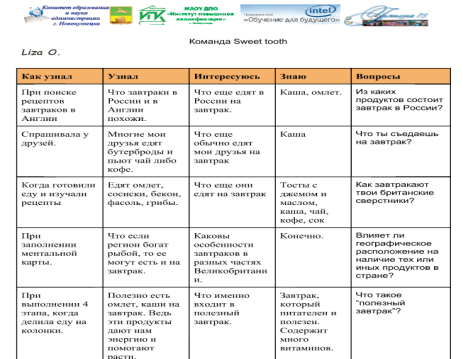 Комитет образования
и науки
администрации
г. Новокузнецка
МАОУ ДПО
«Институт повышения
квалификации»
intel
«Обучение для будущего»
Команда Sweet tooth
Liza O.
Как узнал
Узнал
Интересуюсь
Знаю
Вопросы
При поиске
рецептов
завтраков в
Англии
Что завтраки в
России и в
Англии
похожи.
Что еще едят в
России на
завтрак.
Каша, омлет.
Из каких
продуктов состоит
завтрак в России?
Спрашивала у
друзей.
Многие мои
друзья едят
бутерброды и
пьют чай либо
кофе.
Что еще
обычно едят
мои друзья на
завтрак
Каша
Что ты съедаешь
на завтрак?
Когда готовили
еду и изучали
рецепты
Едят омлет,
сосиски, бекон,
фасоль, грибы.
Что еще они
едят на завтрак
Тосты с
джемом и
маслом,
каша, чай,
кофе, сок
Как завтракают
твои британские
сверстники?
При
заполнении
ментальной
карты.
Что если
регион богат
рыбой, то ее
могут есть и на
завтрак.
Каковы
особенности
завтраков в
разных частях
Великобритани
и.
Конечно.
Влияет ли
географическое
расположение на
наличие тех или
иных продуктов в
стране?
При
выполнении 4
этапа, когда
делила еду на
колонки.
Полезно есть
омлет, каши на
завтрак. Ведь
эти продукты
дают нам
энергию и
помогают
расти.
Что именно
входит в
полезный
завтрак.
Завтрак,
который
питателен и
полезен.
Содержит
много
витаминов.
Что такое
"полезный
завтрак"?